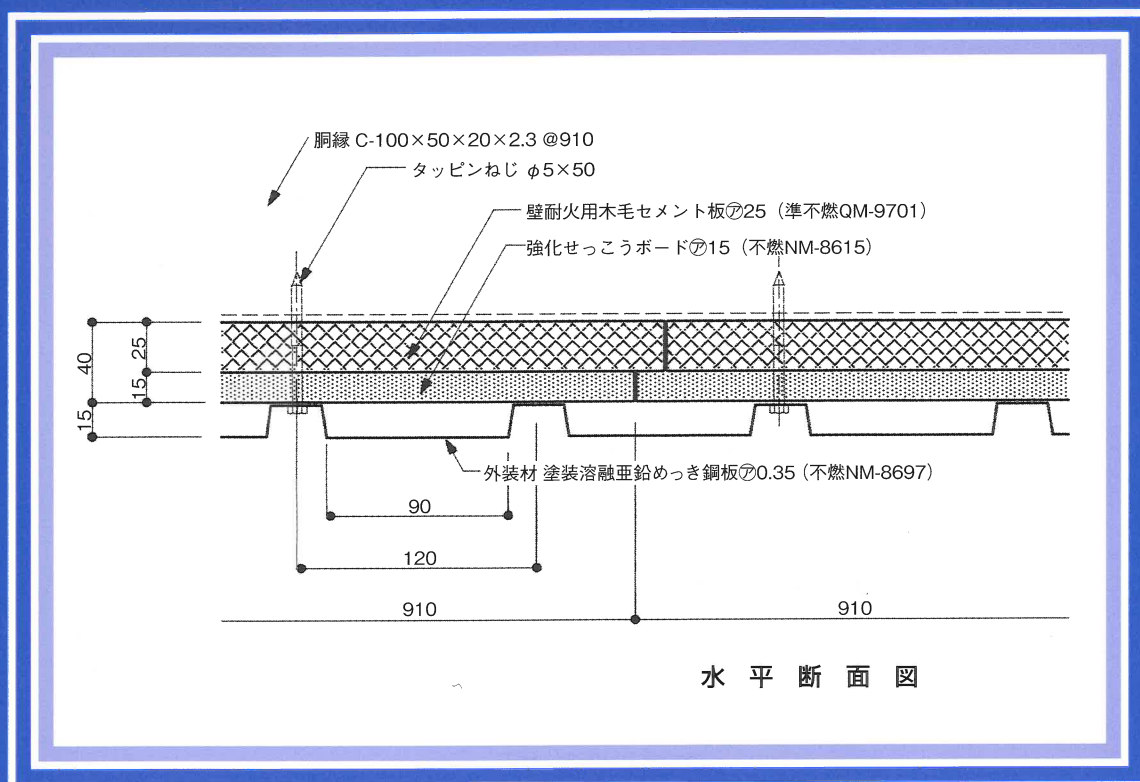 胴縁 C-100×50×20×2.3 @910
タッピンねじ φ5×50
壁耐火用木毛セメント板㋐25(準不燃QM-9701)
強化せっこうボード㋐15(不燃NM-8615)
40
25
15
15
外装材 塗装溶融亜鉛めっき鋼板㋐0.35(不燃NM-8697)
90
120
910
910
水平断面図